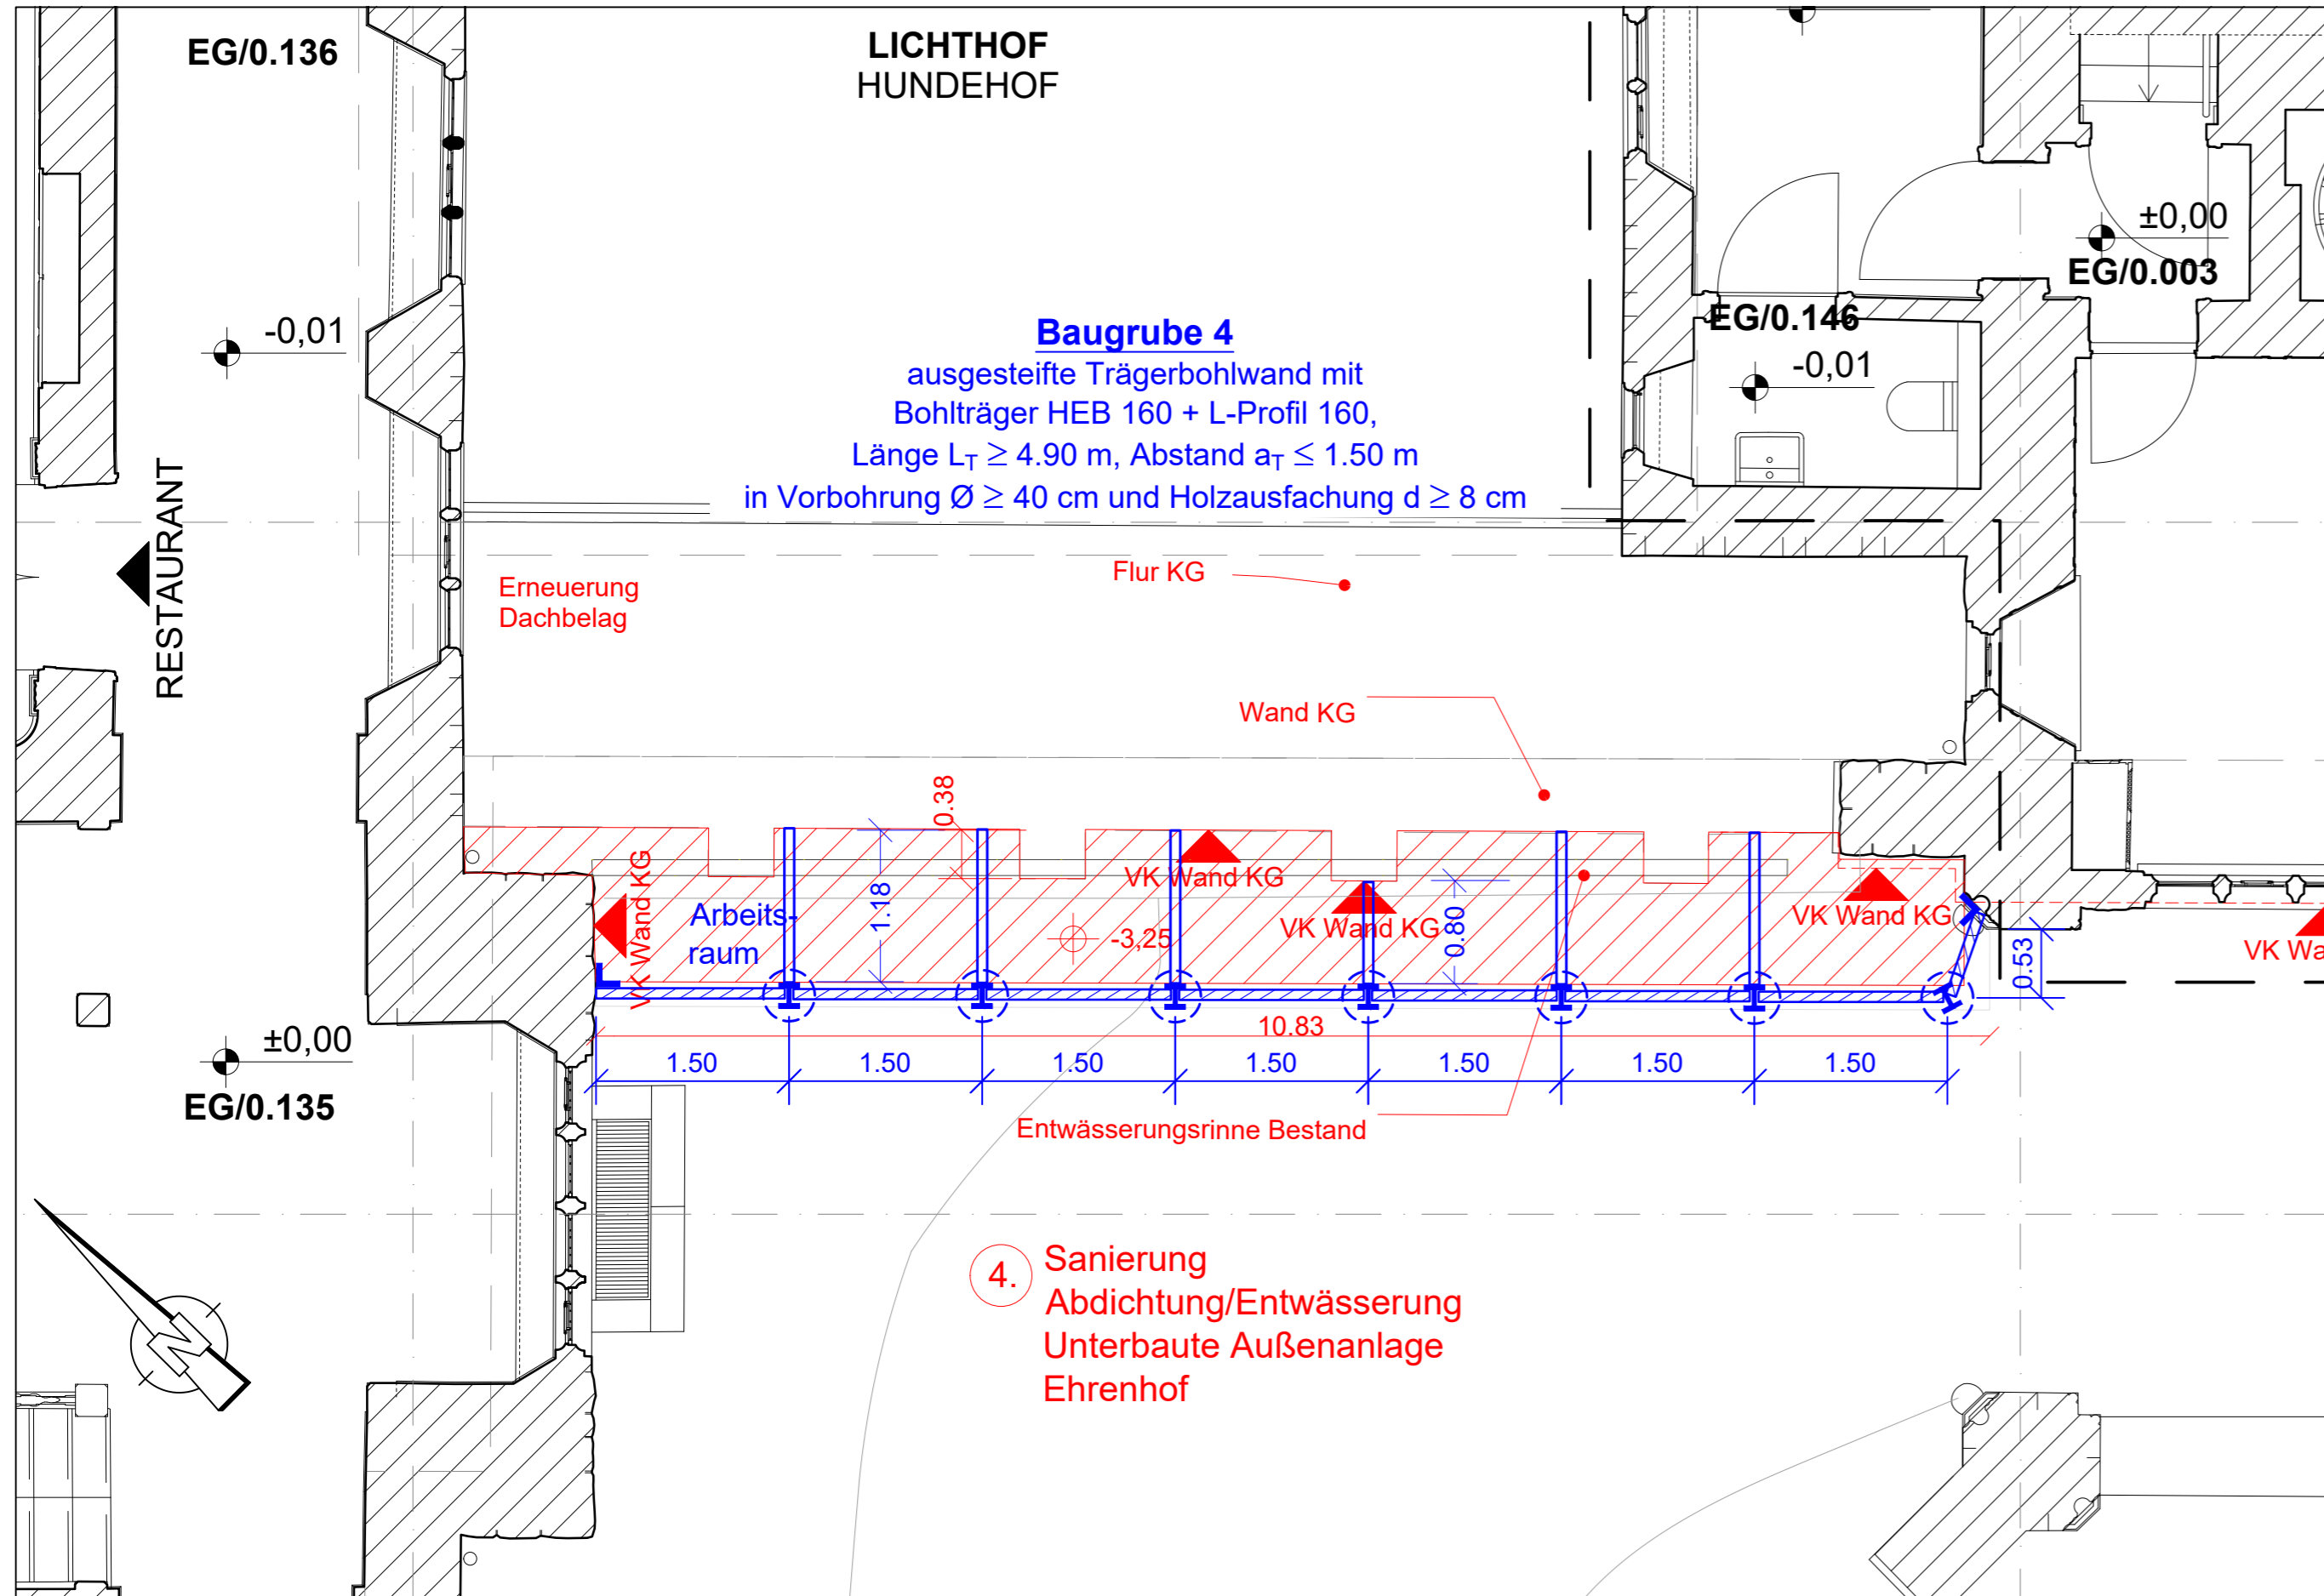 EG/0.136
LICHTHOF
HUNDEHOF
±0,00
EG/0.003
EG/0.146
-0,01
-0,01
Baugrube 4
ausgesteifte Trägerbohlwand mit
Bohlträger HEB 160 + L-Profil 160,
Länge LT ≥ 4.90 m, Abstand aT ≤ 1.50 m
in Vorbohrung Ø ≥ 40 cm und Holzausfachung d ≥ 8 cm
RESTAURANT
Erneuerung
Dachbelag
Flur KG
Wand KG
0.38
1.18
VK Wand KG
VK Wand KG
VK Wand KG
VK Wand KG
VK Wa
Arbeits-
raum
-3,25
0.80
0.53
10.83
1.50
1.50
1.50
1.50
1.50
1.50
1.50
±0,00
EG/0.135
Entwässerungsrinne Bestand
4.
Sanierung
Abdichtung/Entwässerung
Unterbaute Außenanlage
Ehrenhof
N